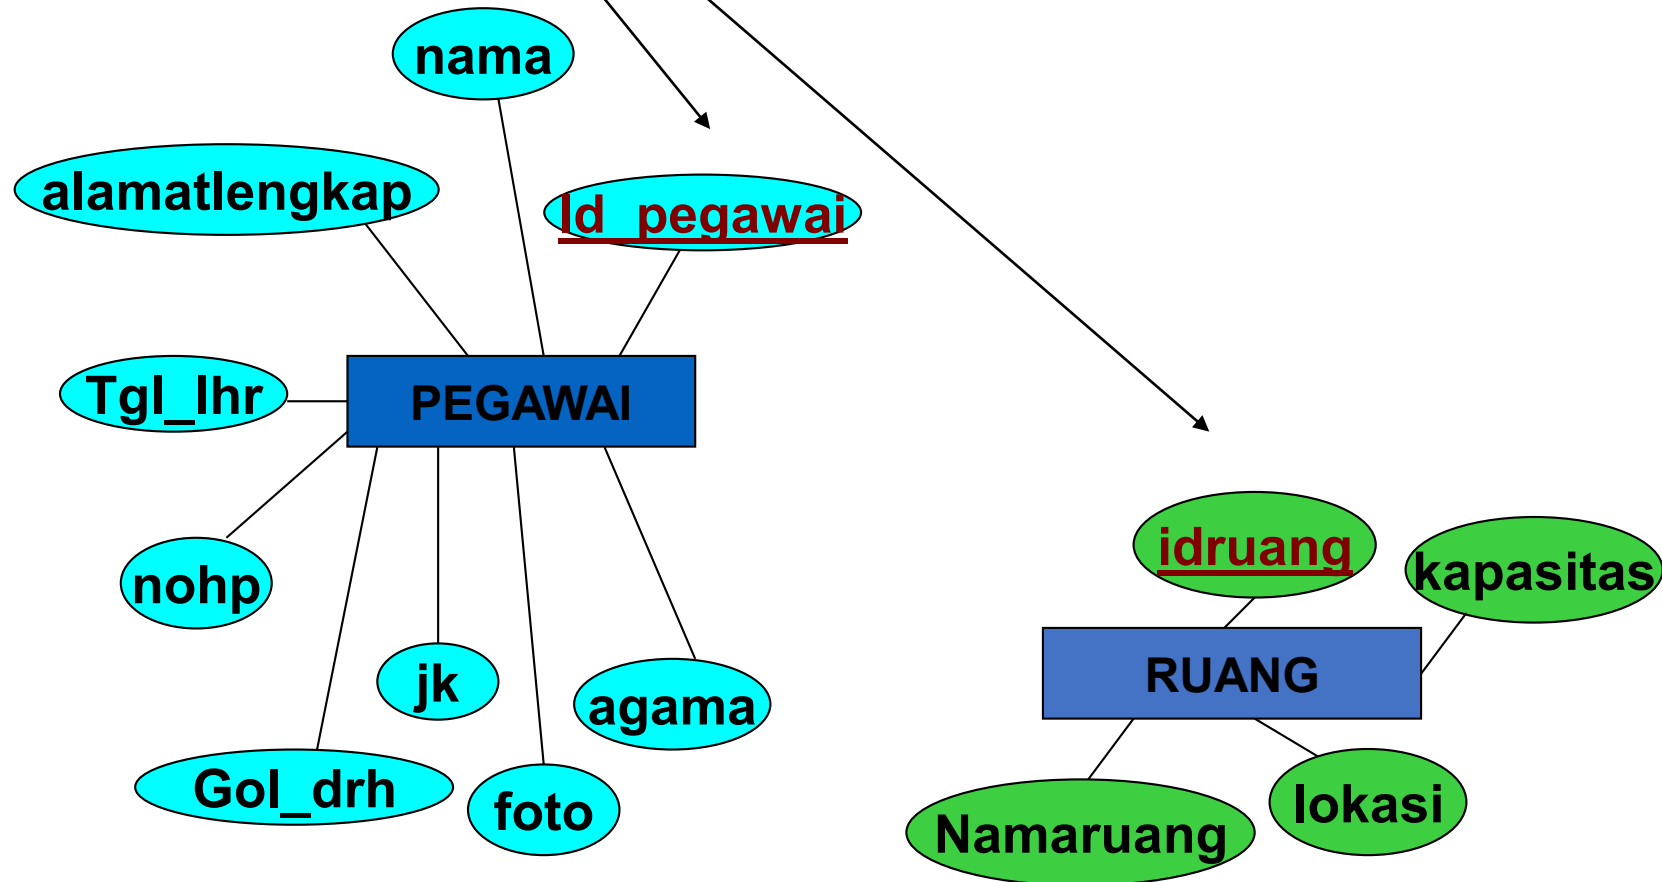 nama
alamatlengkap
Id_pegawai
Tgl_lhr
PEGAWAI
nohp
idruang
kapasitas
jk
agama
RUANG
Gol_drh
foto
Namaruang
lokasi